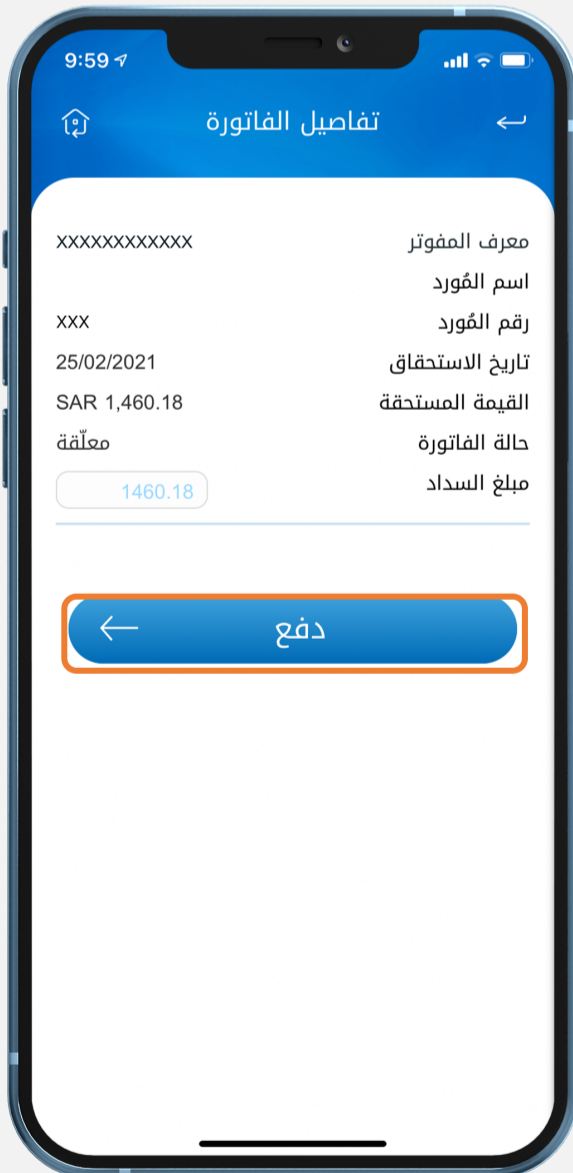 9:59
تفاصيل الفاتورة
معرف المفوتر XXXXXXXXXXXX
اسم المُورد
رقم المُورد XXX
تاريخ الاستحقاق 25/02/2021
القيمة المستحقة SAR 1,460.18
حالة الفاتورة معلّقة
مبلغ السداد 1460.18
دفع